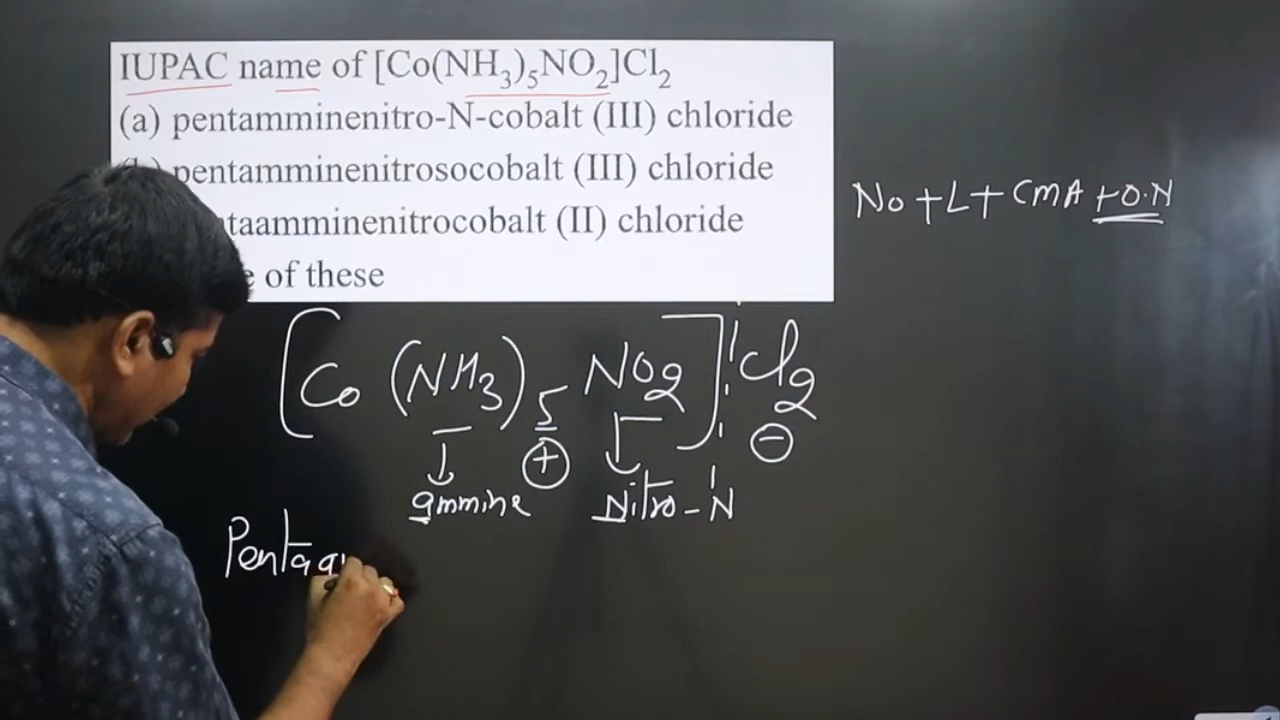 IUPAC name of [Co(NH₃)₅NO₂]Cl₂
(a) pentamminenitro-N-cobalt (III) chloride
pentamminenitrosocobalt (III) chloride
taamminenitrocobalt (II) chloride
of these
No + L + CMA + O.N
[Co (NH3)5 NO2] Cl2
+ −
ammine Nitro-N
Penta